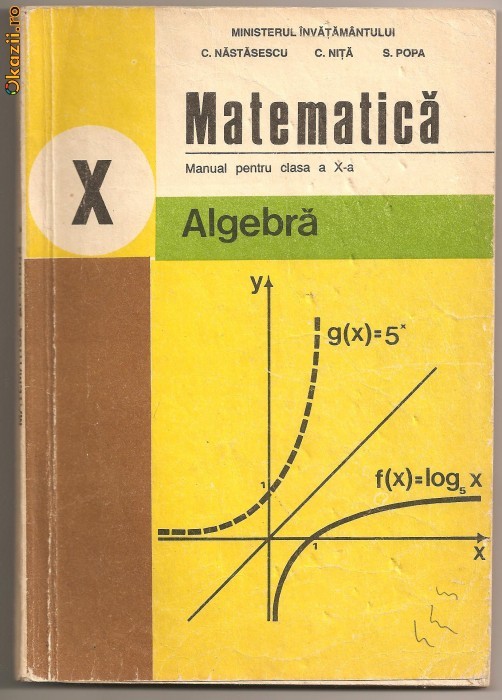 Okazii.ro
MINISTERUL ÎNVĂȚĂMÂNTULUI
C. NĂSTĂSESCU C. NIȚĂ S. POPA
Matematică
Manual pentru clasa a X-a
X
Algebră
y
g(x)=5ˣ
1
f(x)=log₅ x
1
x